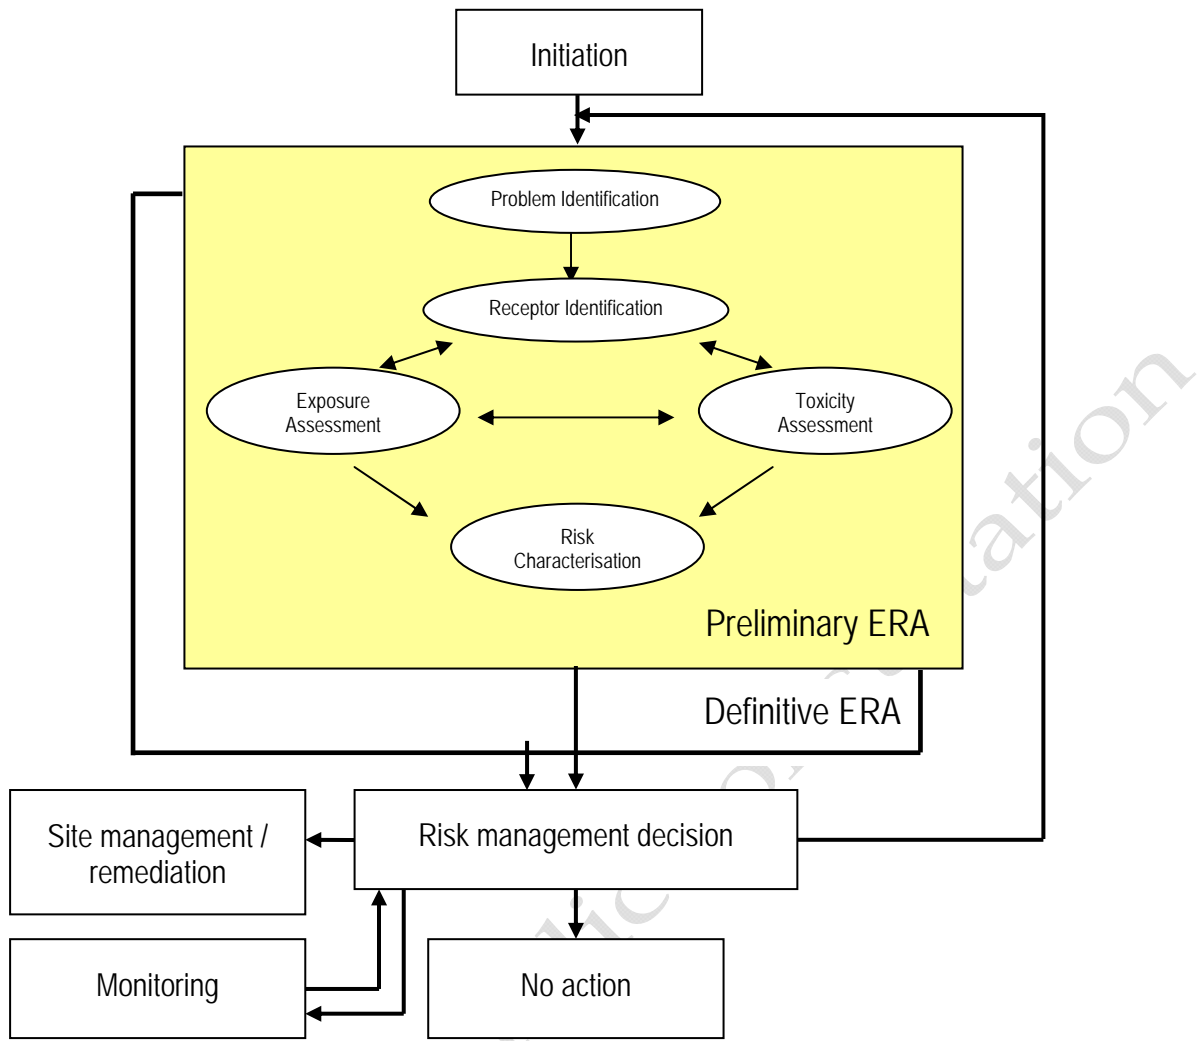 Initiation
Problem Identification
Receptor Identification
Exposure
Assessment
Toxicity
Assessment
Risk
Characterisation
Preliminary ERA
Definitive ERA
Site management /
remediation
Risk management decision
Monitoring
No action